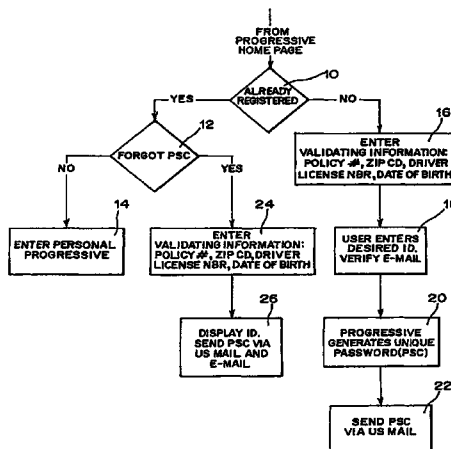 FROM
PROGRESSIVE
HOME PAGE
10
ALREADY
REGISTERED
YES
NO
12
FORGOT PSC
NO
YES
16
ENTER
VALIDATING INFORMATION:
POLICY #, ZIP CD, DRIVER
LICENSE NBR, DATE OF BIRTH
14
ENTER PERSONAL
PROGRESSIVE
24
ENTER
VALIDATING INFORMATION:
POLICY #, ZIP CD, DRIVER
LICENSE NBR, DATE OF BIRTH
USER ENTERS
DESIRED ID.
VERIFY E-MAIL
26
DISPLAY ID.
SEND PSC VIA
US MAIL AND
E-MAIL
20
PROGRESSIVE
GENERATES UNIQUE
PASSWORD(PSC)
22
SEND PSC
VIA US MAIL